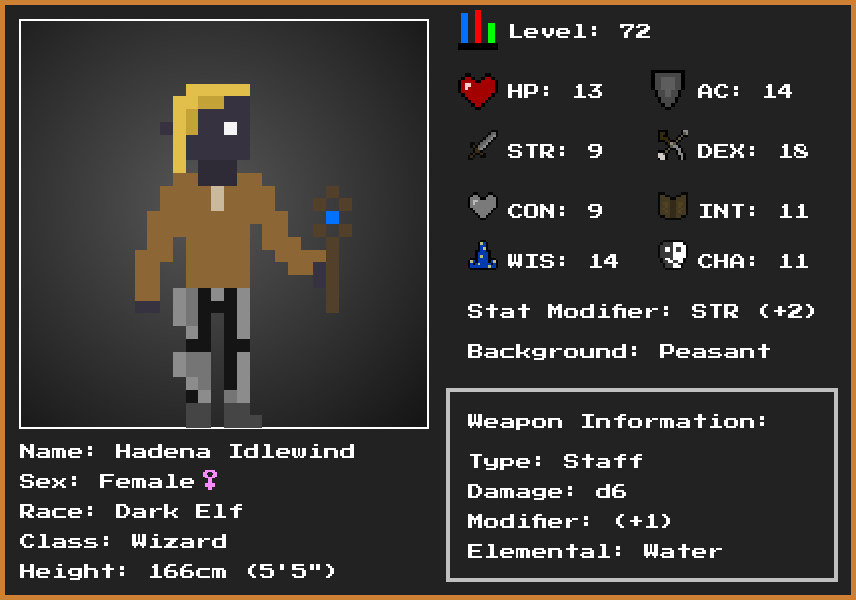 Level: 72
HP: 13
AC: 14
STR: 9
DEX: 18
CON: 9
INT: 11
WIS: 14
CHA: 11
Stat Modifier: STR (+2)
Background: Peasant
Weapon Information:
Type: Staff
Damage: d6
Modifier: (+1)
Elemental: Water
Name: Hadena Idlewind
Sex: Female♀
Race: Dark Elf
Class: Wizard
Height: 166cm (5'5")